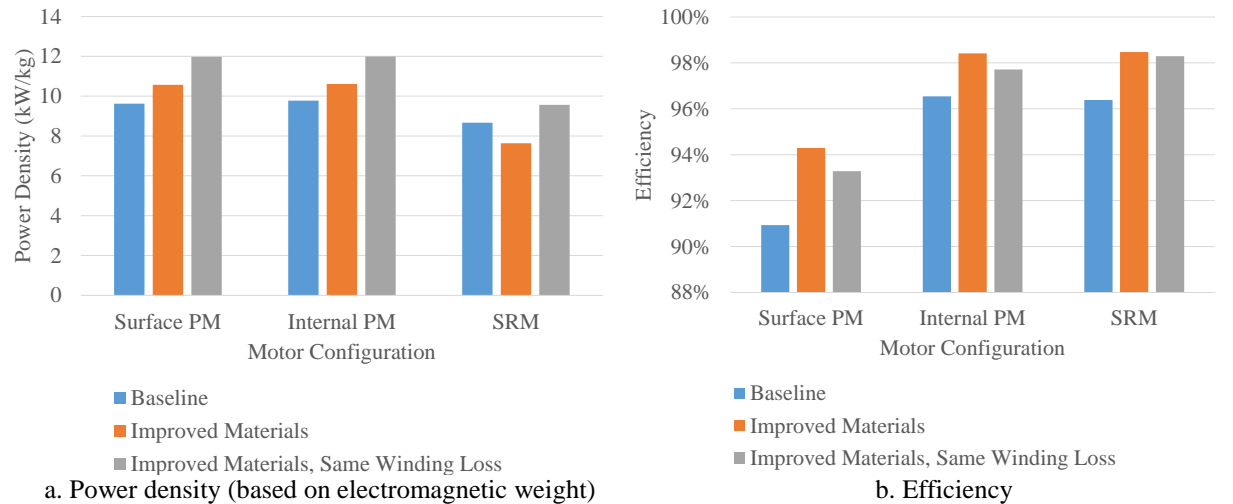 14
12
10
8
6
4
2
0
Power Density (kW/kg)
Surface PM
Internal PM
SRM
Motor Configuration
Baseline
Improved Materials
Improved Materials, Same Winding Loss
a. Power density (based on electromagnetic weight)
100%
98%
96%
94%
92%
90%
88%
Efficiency
Surface PM
Internal PM
SRM
Motor Configuration
Baseline
Improved Materials
Improved Materials, Same Winding Loss
b. Efficiency